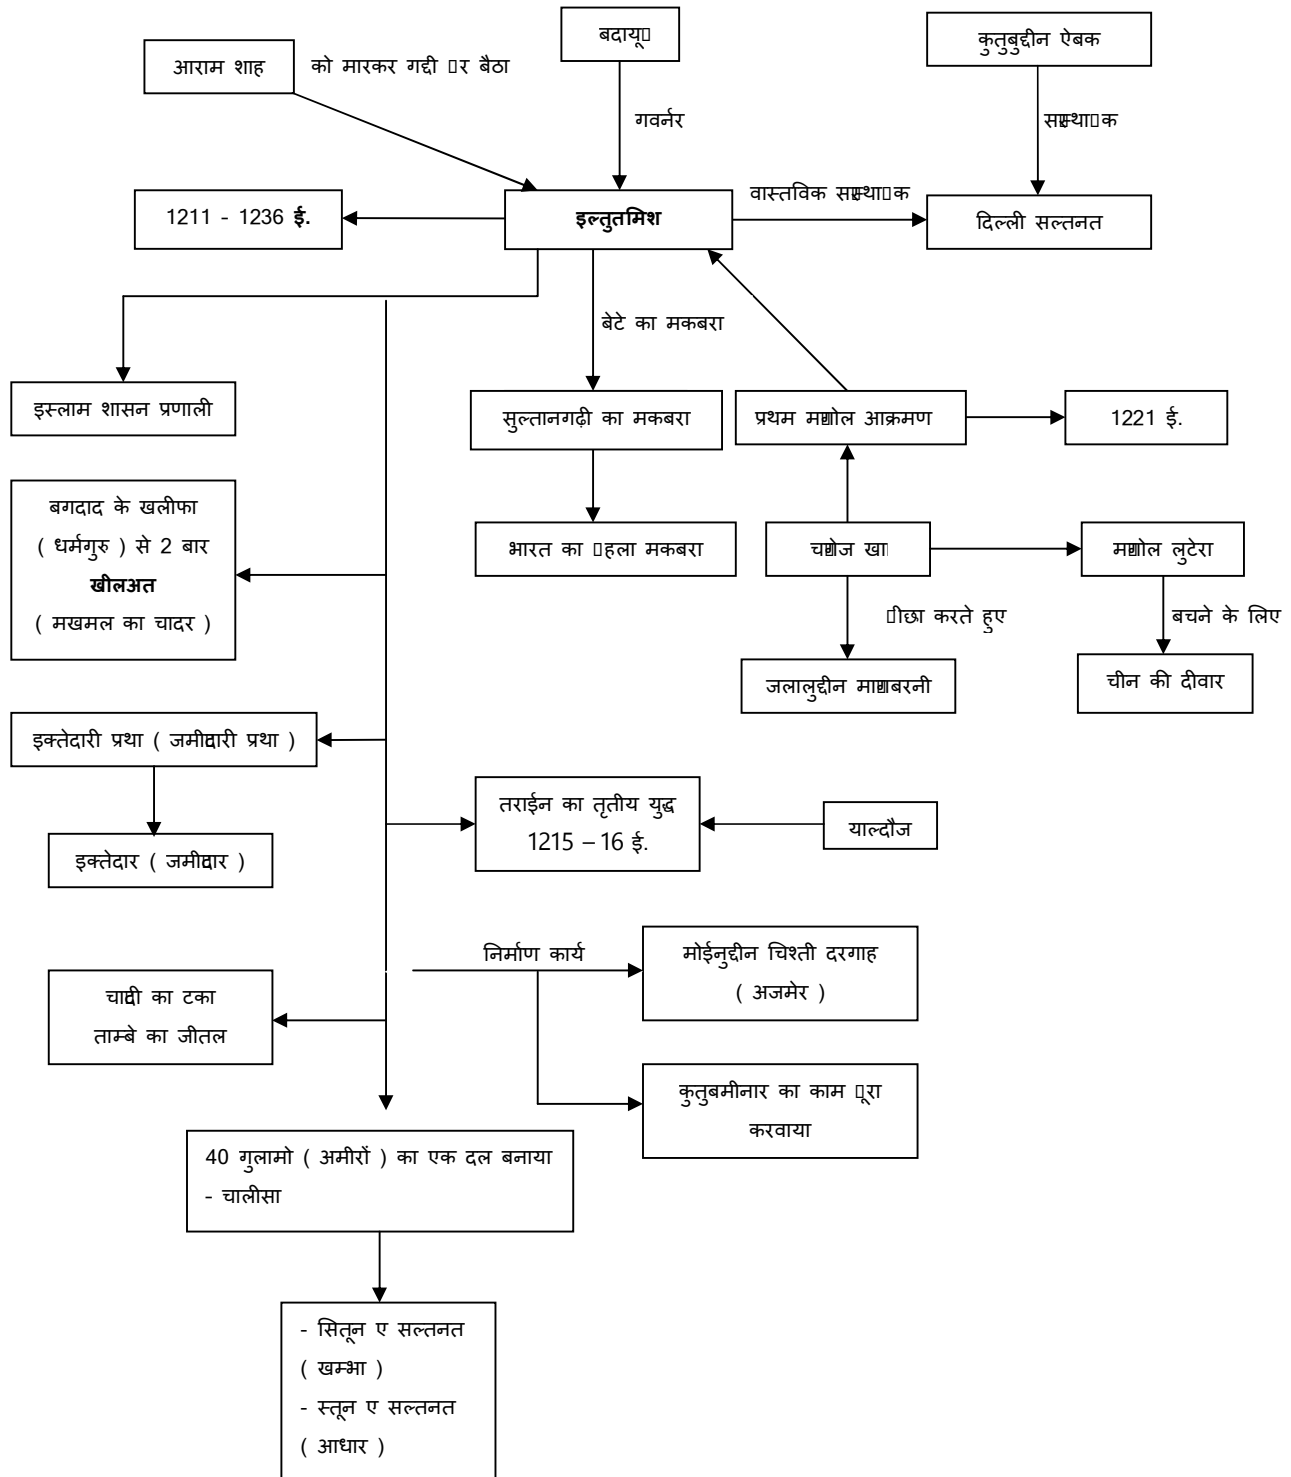 बदायू□
कुतुबुद्दीन ऐबक
आराम शाह
को मारकर गद्दी □र बैठा
गवर्नर
वास्तविक
1211 - 1236 ई.
इल्तुतमिश
दिल्ली सल्तनत
बेटे का मकबरा
इस्लाम शासन प्रणाली
सुल्तानगढ़ी का मकबरा
प्रथम आक्रमण
1221 ई.
बगदाद के खलीफा
( धर्मगुरु ) से 2 बार
खीलअत
( मखमल का चादर )
भारत का □हला मकबरा
लुटेरा
□ीछा करते हुए
बचने के लिए
जलालुद्दीन
चीन की दीवार
इक्तेदारी प्रथा ( प्रथा )
तराईन का तृतीय युद्ध
1215 – 16 ई.
याल्दौज
इक्तेदार
निर्माण कार्य
मोईनुद्दीन चिश्ती दरगाह
( अजमेर )
का टका
ताम्बे का जीतल
कुतुबमीनार का काम □ूरा
करवाया
40 गुलामो ( अमीरों ) का एक दल बनाया
- चालीसा
- सितून ए सल्तनत
( खम्भा )
- स्तून ए सल्तनत
( आधार )